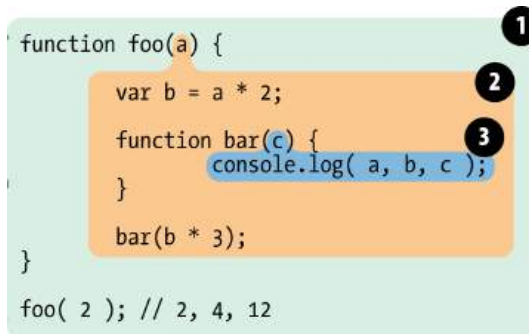 1
function foo(a) {
2
var b = a * 2;
function bar(c) {
3
console.log( a, b, c );
}
bar(b * 3);
}
foo( 2 ); // 2, 4, 12